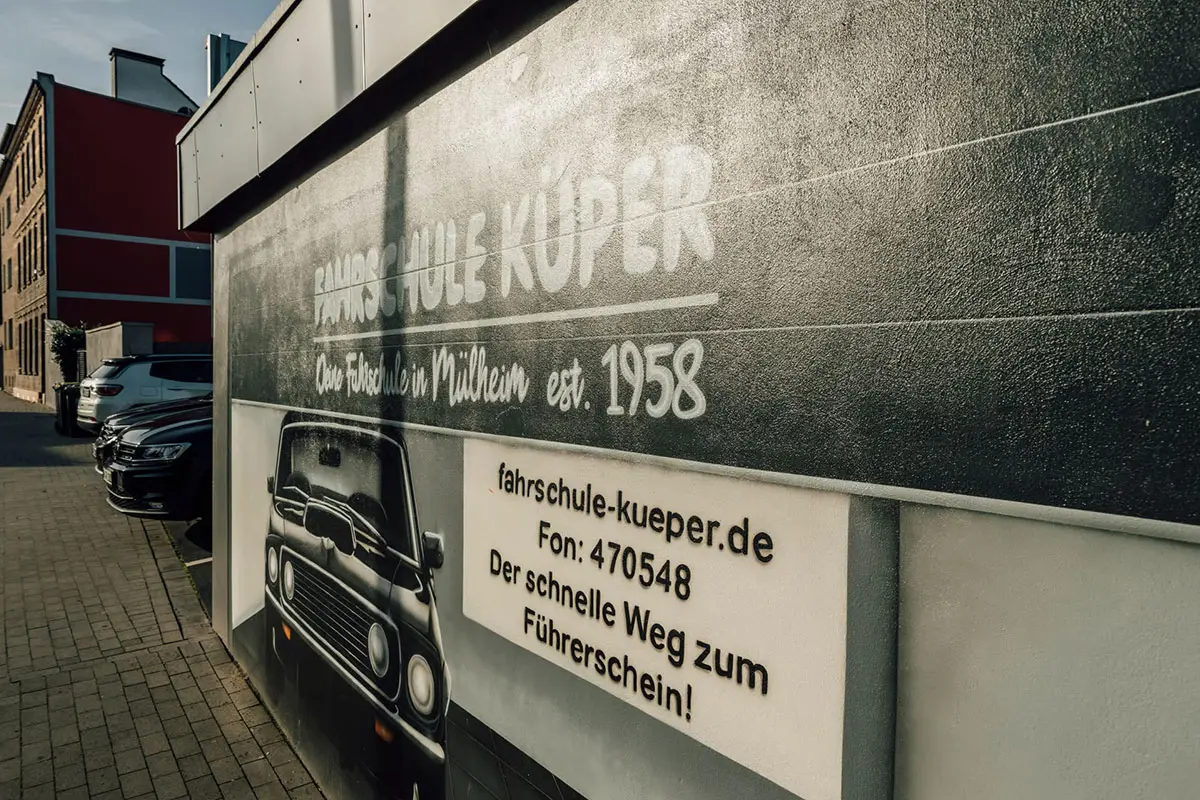 FAHRSCHULE KÜPER
Deine Fahrschule in Mülheim est. 1958
fahrschule-kueper.de
Fon: 470548
Der schnelle Weg zum
Führerschein!